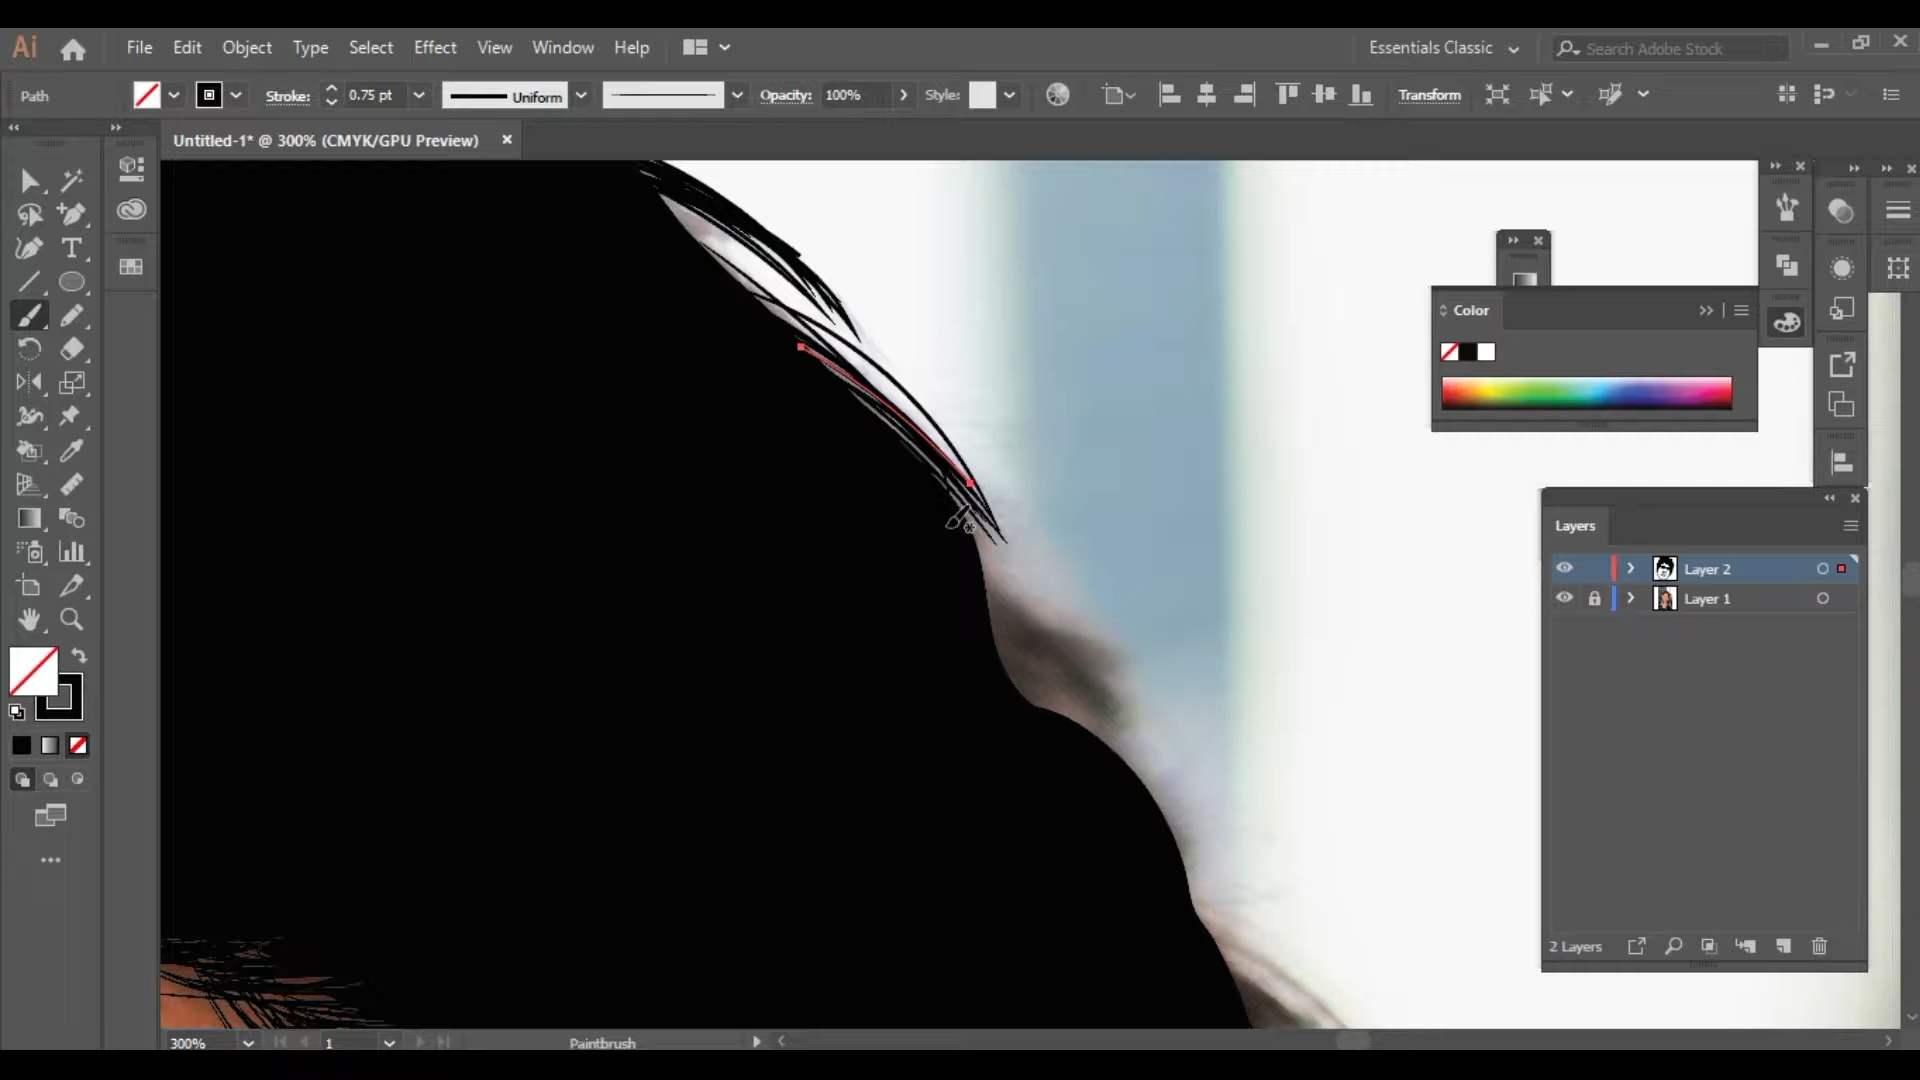 Ai File Edit Object Type Select Effect View Window Help Essentials Classic Search Adobe Stock
Path Stroke: 0.75 pt Uniform Opacity: 100% Style: Transform
Untitled-1* @ 300% (CMYK/GPU Preview)
T
Color
Layers
Layer 2
Layer 1
2 Layers
300% 1 Paintbrush